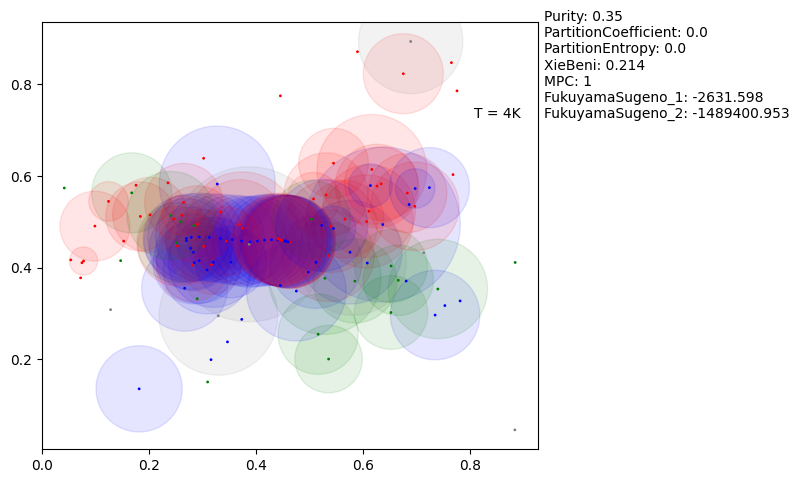 Purity: 0.35
PartitionCoefficient: 0.0
PartitionEntropy: 0.0
XieBeni: 0.214
MPC: 1
FukuyamaSugeno_1: -2631.598
FukuyamaSugeno_2: -1489400.953
T = 4K
0.8
0.6
0.4
0.2
0.0 0.2 0.4 0.6 0.8